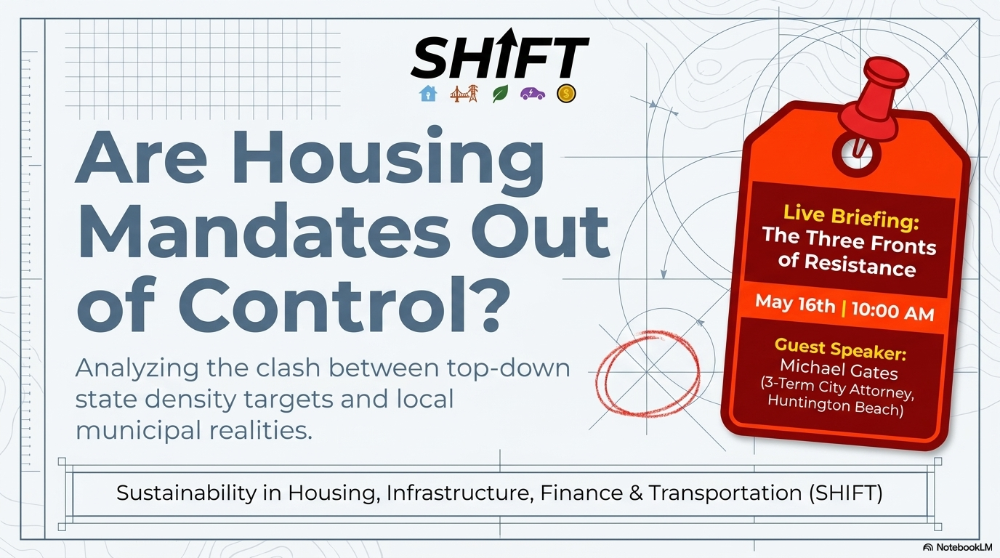 SHIFT
Are Housing
Mandates Out
of Control?
Analyzing the clash between top-down
state density targets and local
municipal realities.
Live Briefing:
The Three Fronts
of Resistance
May 16th | 10:00 AM
Guest Speaker:
Michael Gates
(3-Term City Attorney,
Huntington Beach)
Sustainability in Housing, Infrastructure, Finance & Transportation (SHIFT)
NotebookLM